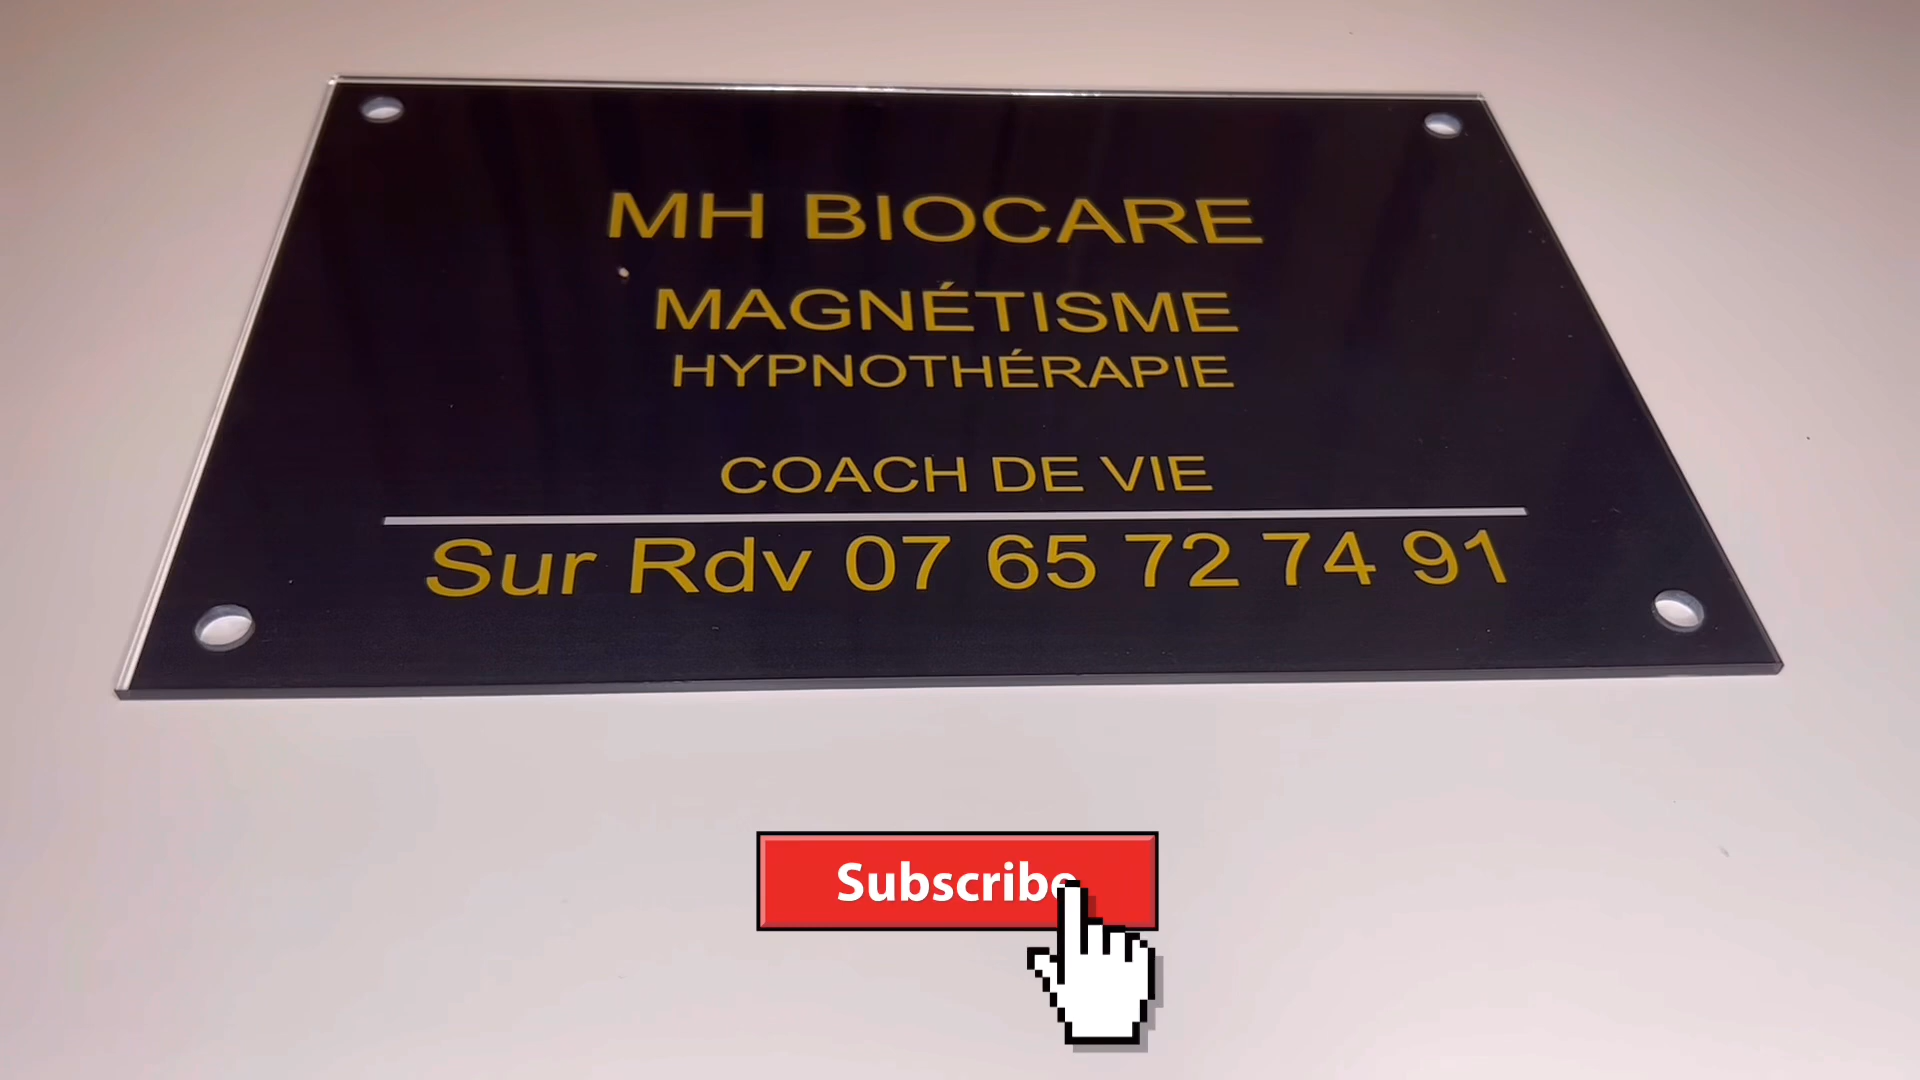 MH BIOCARE
MAGNÉTISME
HYPNOTHÉRAPIE
COACH DE VIE
Sur Rdv 07 65 72 74 91
Subscribe